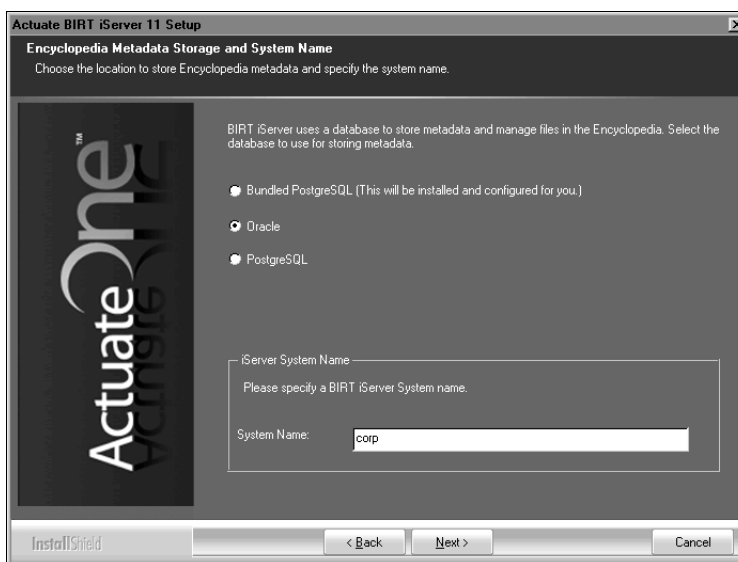 Actuate BIRT iServer 11 Setup
Encyclopedia Metadata Storage and System Name
Choose the location to store Encyclopedia metadata and specify the system name.
ActuateOne™
BIRT iServer uses a database to store metadata and manage files in the Encyclopedia. Select the
database to use for storing metadata.
Bundled PostgreSQL (This will be installed and configured for you.)
Oracle
PostgreSQL
iServer System Name
Please specify a BIRT iServer System name.
System Name:
corp
InstallShield
< Back
Next >
Cancel